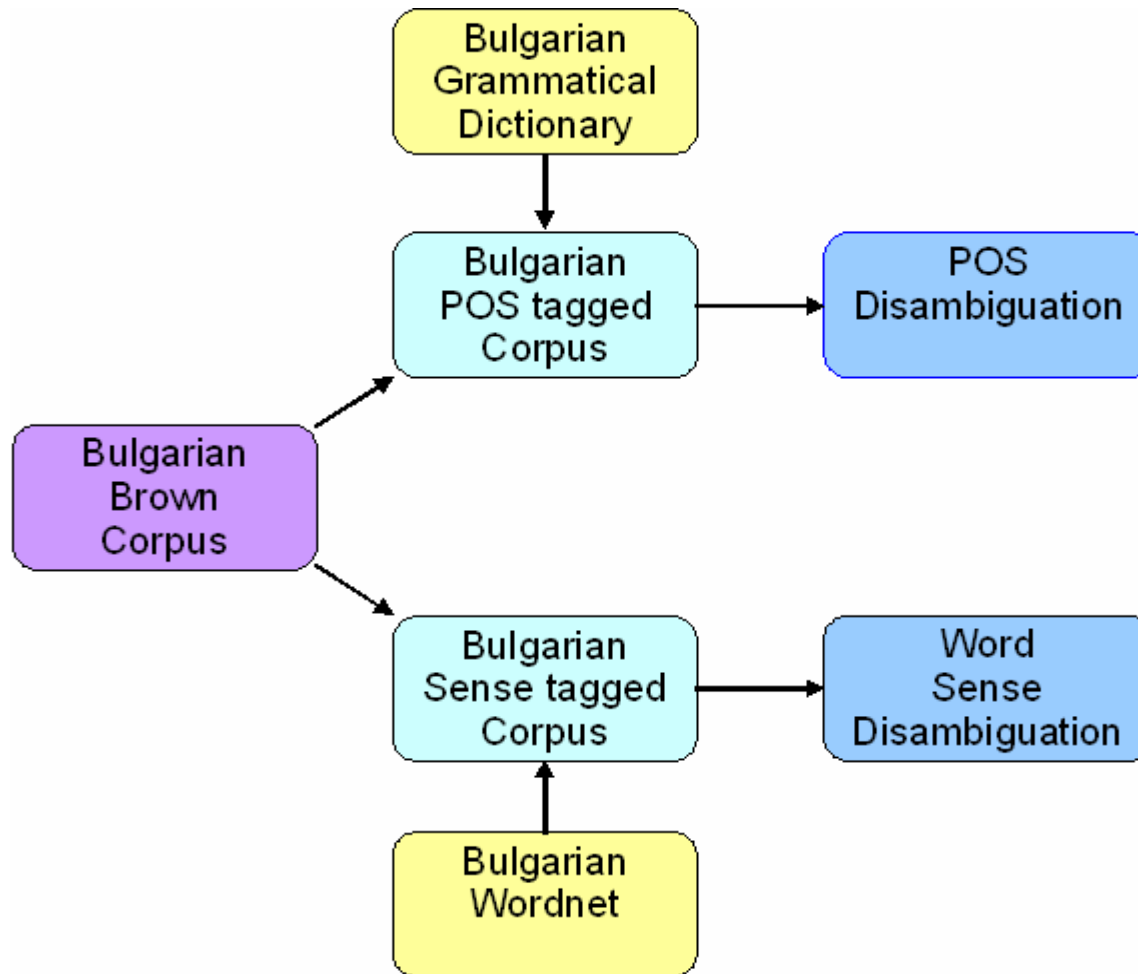 Bulgarian
Grammatical
Dictionary
Bulgarian
POS tagged
Corpus
POS
Disambiguation
Bulgarian
Brown
Corpus
Bulgarian
Sense tagged
Corpus
Word
Sense
Disambiguation
Bulgarian
Wordnet